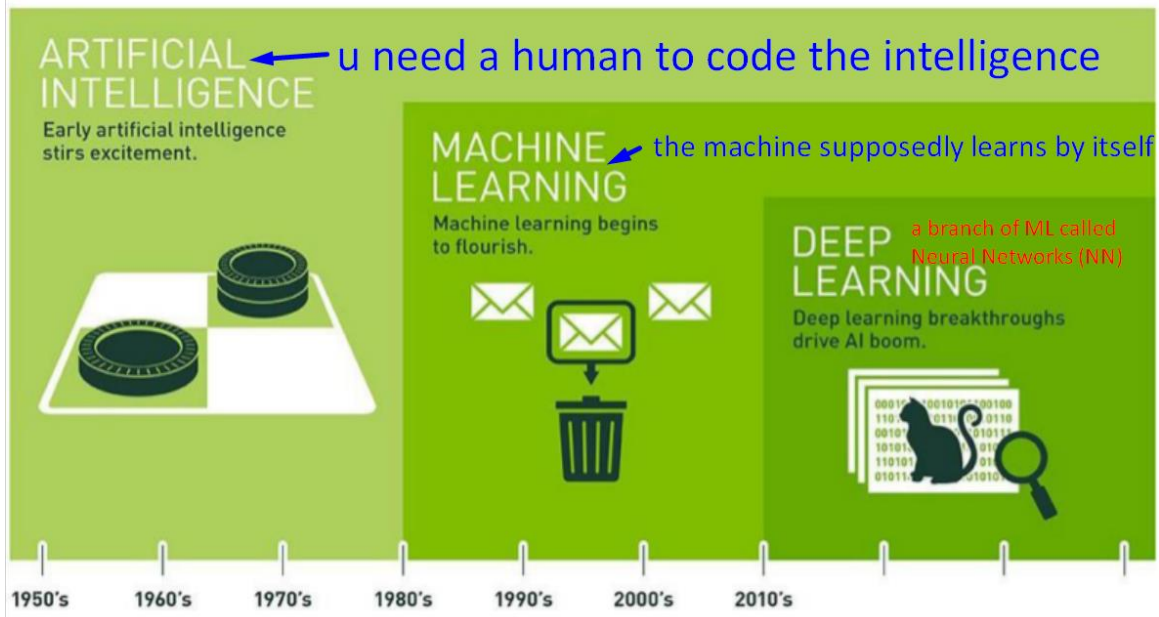 ARTIFICIAL
INTELLIGENCE
u need a human to code the intelligence
Early artificial intelligence
stirs excitement.
MACHINE
LEARNING
the machine supposedly learns by itself
Machine learning begins
to flourish.
DEEP
LEARNING
a branch of ML called
Neural Networks (NN)
Deep learning breakthroughs
drive AI boom.
1950's 1960's 1970's 1980's 1990's 2000's 2010's